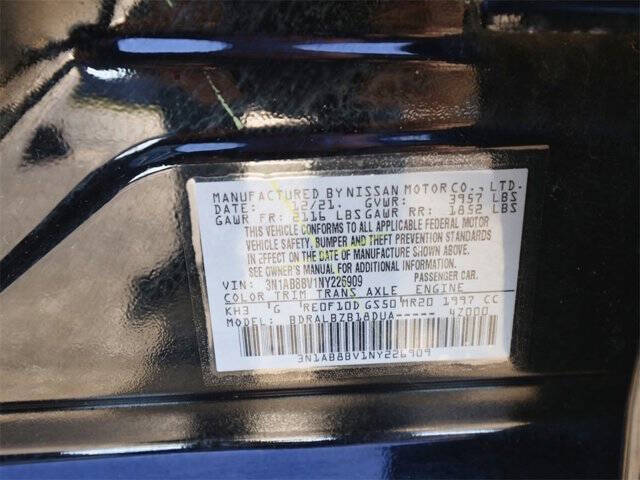 MANUFACTURED BY NISSAN MOTOR CO., LTD.
DATE: 12/21. GVWR: 3957 LBS
GAWR FR: 2116 LBS GAWR RR: 1852 LBS
THIS VEHICLE CONFORMS TO ALL APPLICABLE FEDERAL MOTOR
VEHICLE SAFETY, BUMPER AND THEFT PREVENTION STANDARDS
IN EFFECT ON THE DATE OF MANUFACTURE SHOWN ABOVE.
SEE OWNER'S MANUAL FOR ADDITIONAL INFORMATION.
VIN: 3N1AB8BV1NY226909 PASSENGER CAR.
COLOR TRIM TRANS AXLE ENGINE
KH3 G RE0F10D GS50 MR20 1997 CC
MODEL: BDRALBZB18DUA----- 47000
3N1AB8BV1NY226909